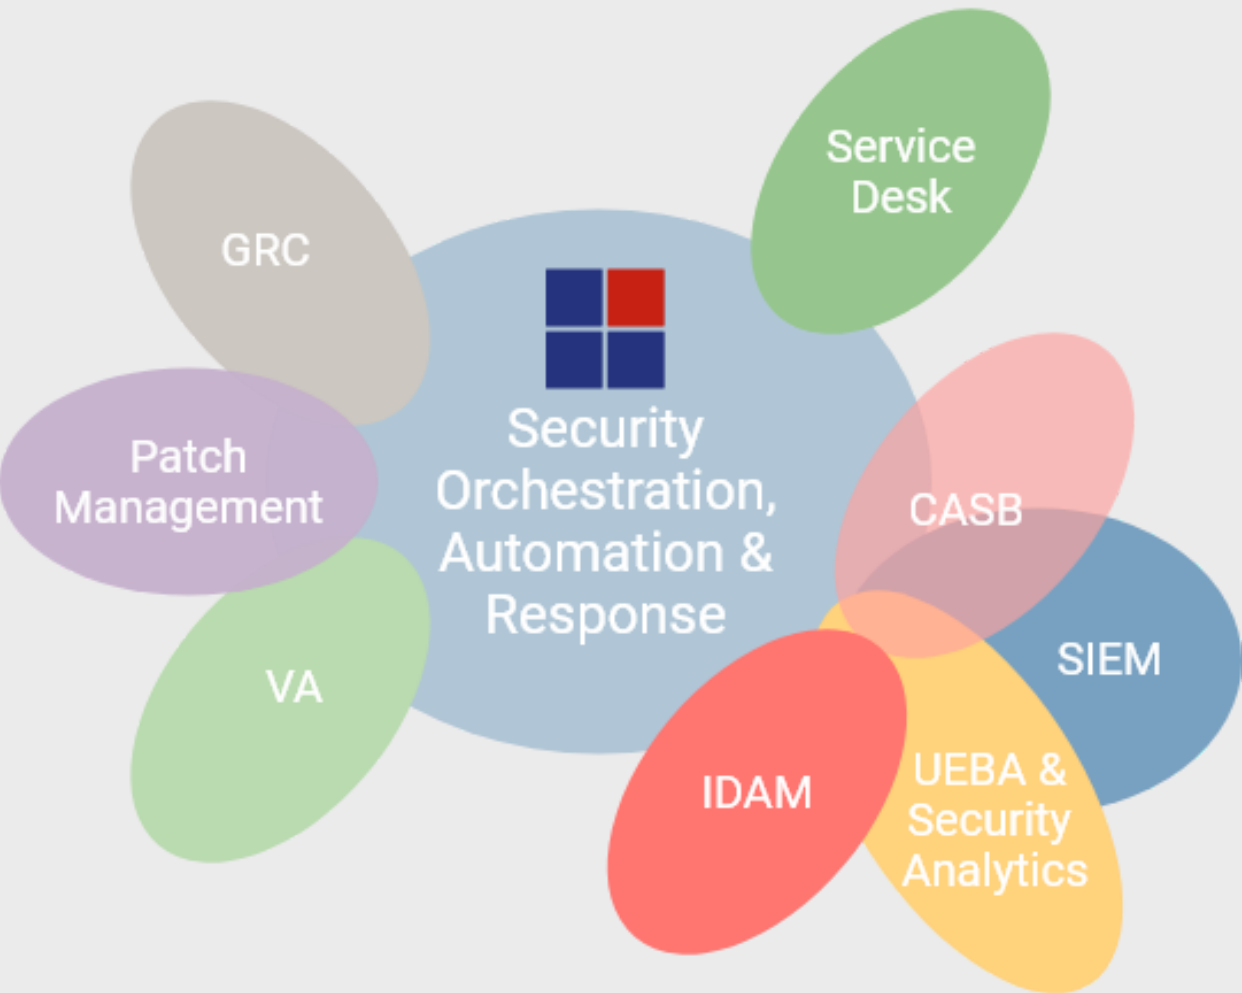 Service
Desk
GRC
Security
Orchestration,
Automation &
Response
Patch
Management
CASB
VA
SIEM
IDAM
UEBA &
Security
Analytics